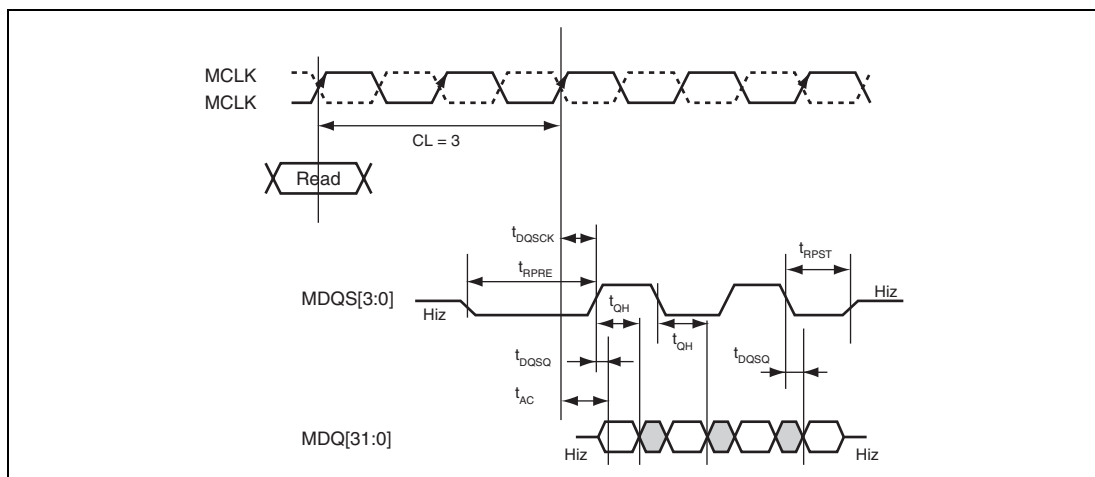 MCLK
MCLK
CL = 3
Read
tDQSCK
tRPRE
tRPST
MDQS[3:0]
Hiz
Hiz
tQH
tQH
tDQSQ
tDQSQ
tAC
MDQ[31:0]
Hiz
Hiz